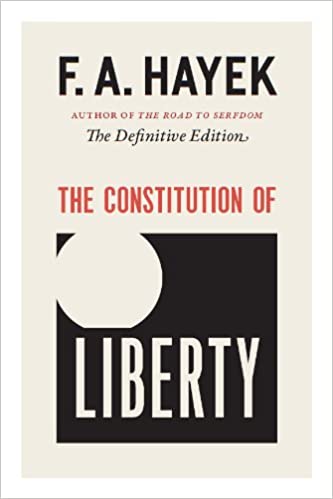 F. A. HAYEK
AUTHOR OF THE ROAD TO SERFDOM
The Definitive Edition
THE CONSTITUTION OF
LIBERTY